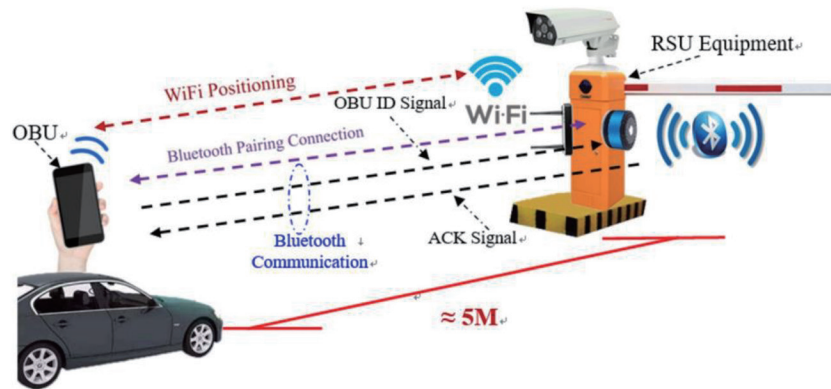 RSU Equipment
WiFi Positioning
OBU ID Signal
Wi-Fi
OBU
Bluetooth Pairing Connection
ACK Signal
Bluetooth
Communication
≈ 5M